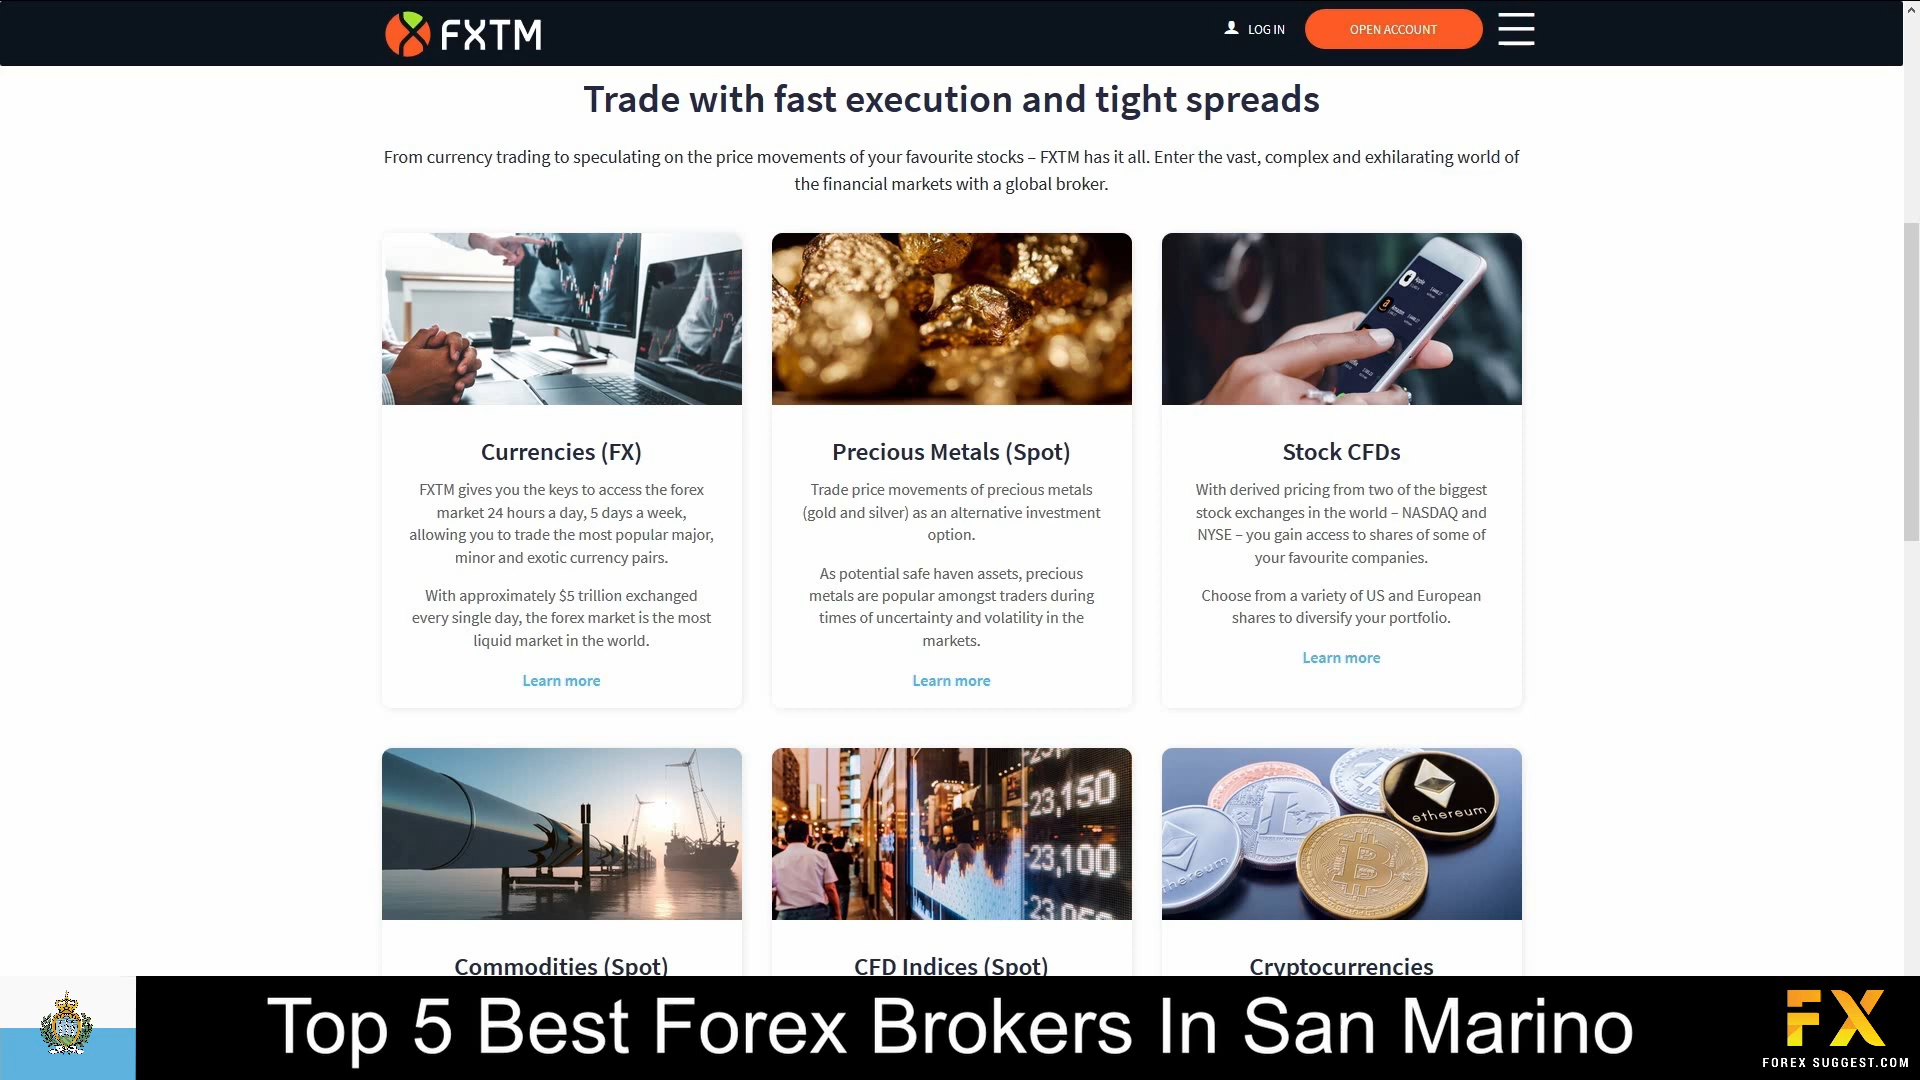 FXTM
LOG IN
OPEN ACCOUNT
Trade with fast execution and tight spreads
From currency trading to speculating on the price movements of your favourite stocks – FXTM has it all. Enter the vast, complex and exhilarating world of
the financial markets with a global broker.
Currencies (FX)
FXTM gives you the keys to access the forex
market 24 hours a day, 5 days a week,
allowing you to trade the most popular major,
minor and exotic currency pairs.
With approximately $5 trillion exchanged
every single day, the forex market is the most
liquid market in the world.
Learn more
Precious Metals (Spot)
Trade price movements of precious metals
(gold and silver) as an alternative investment
option.
As potential safe haven assets, precious
metals are popular amongst traders during
times of uncertainty and volatility in the
markets.
Learn more
Apple
Amazon
Stock CFDs
With derived pricing from two of the biggest
stock exchanges in the world – NASDAQ and
NYSE – you gain access to shares of some of
your favourite companies.
Choose from a variety of US and European
shares to diversify your portfolio.
Learn more
Commodities (Spot)
-23,150
-23,100
CFD Indices (Spot)
ethereum
Cryptocurrencies
Top 5 Best Forex Brokers In San Marino
FX
FOREX SUGGEST.COM